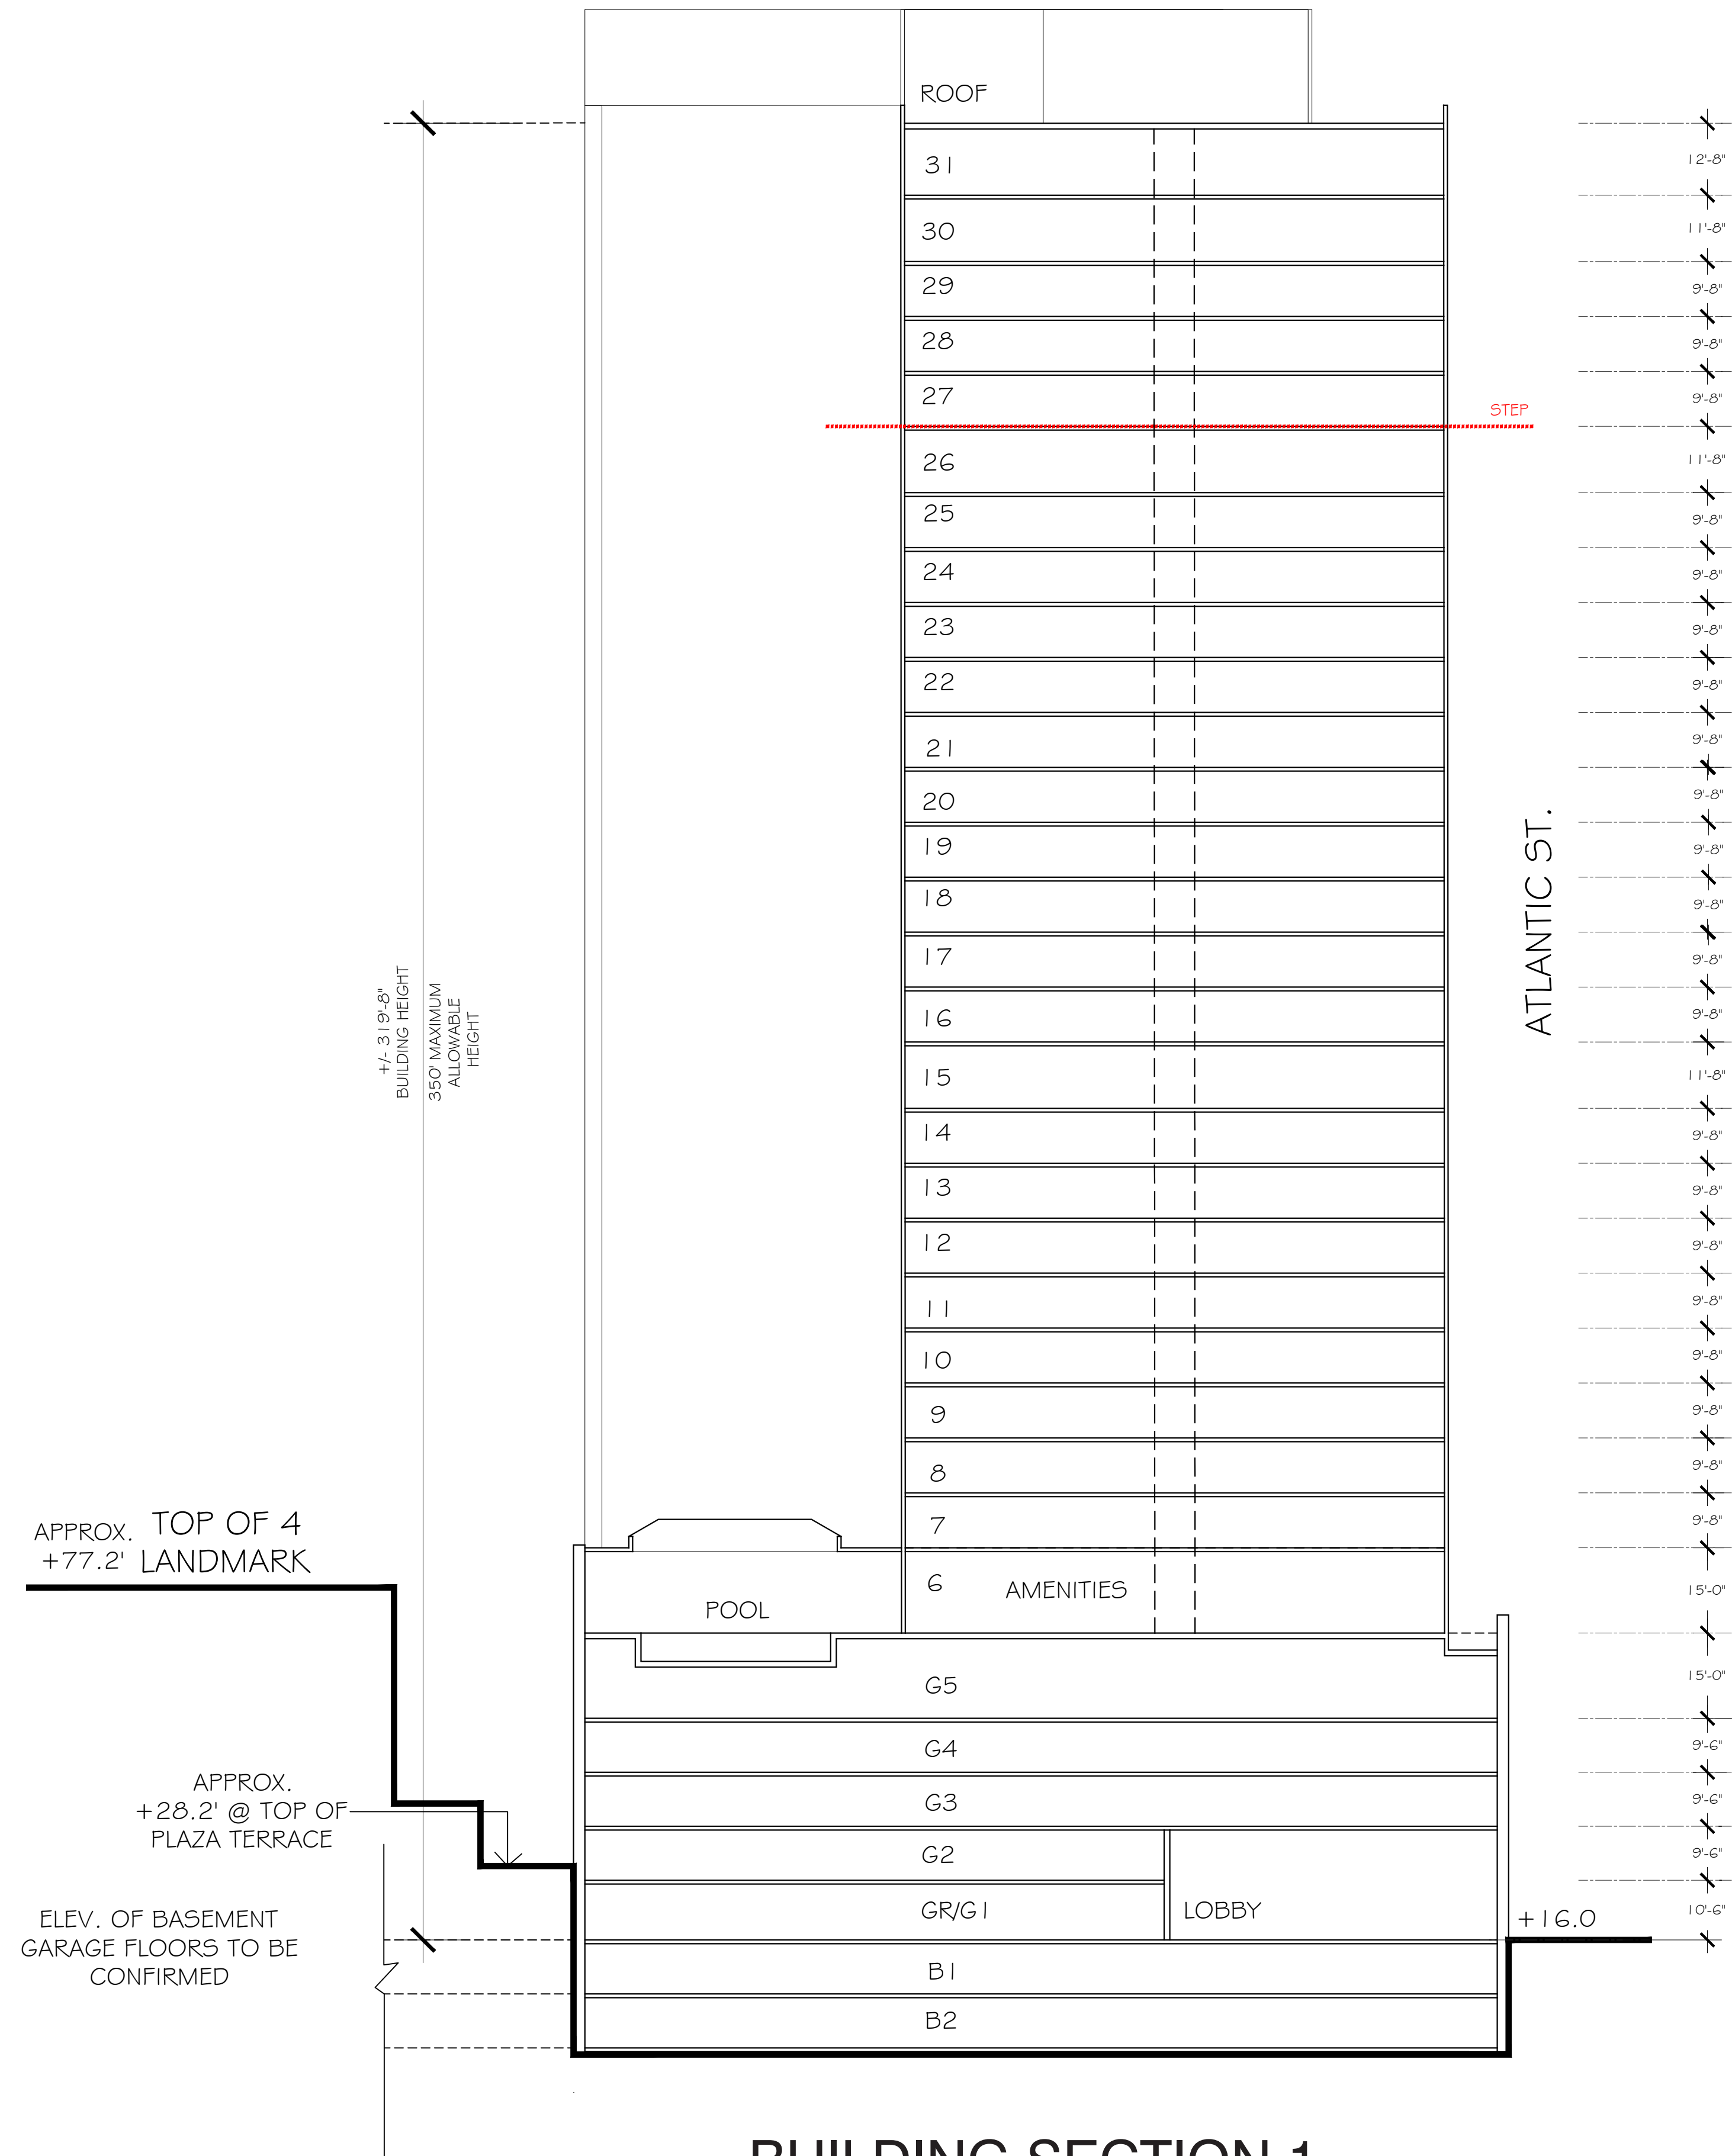 ROOF
31
30
29
28
27
26
25
24
23
22
21
20
19
18
17
16
15
14
13
12
11
10
9
8
7
6 AMENITIES
POOL
G5
G4
G3
G2
GR/G1
LOBBY
B1
B2
STEP
ATLANTIC ST.
+16.0
12'-8"
11'-8"
9'-8"
9'-8"
9'-8"
11'-8"
9'-8"
9'-8"
9'-8"
9'-8"
9'-8"
9'-8"
9'-8"
9'-8"
9'-8"
9'-8"
11'-8"
9'-8"
9'-8"
9'-8"
9'-8"
9'-8"
9'-8"
9'-8"
9'-8"
15'-0"
15'-0"
9'-6"
9'-6"
9'-6"
10'-6"
+/- 319'-8"
BUILDING HEIGHT
350' MAXIMUM
ALLOWABLE
HEIGHT
APPROX.
+77.2'
TOP OF 4
LANDMARK
APPROX.
+28.2' @ TOP OF
PLAZA TERRACE
ELEV. OF BASEMENT
GARAGE FLOORS TO BE
CONFIRMED
BUILDING SECTION 1